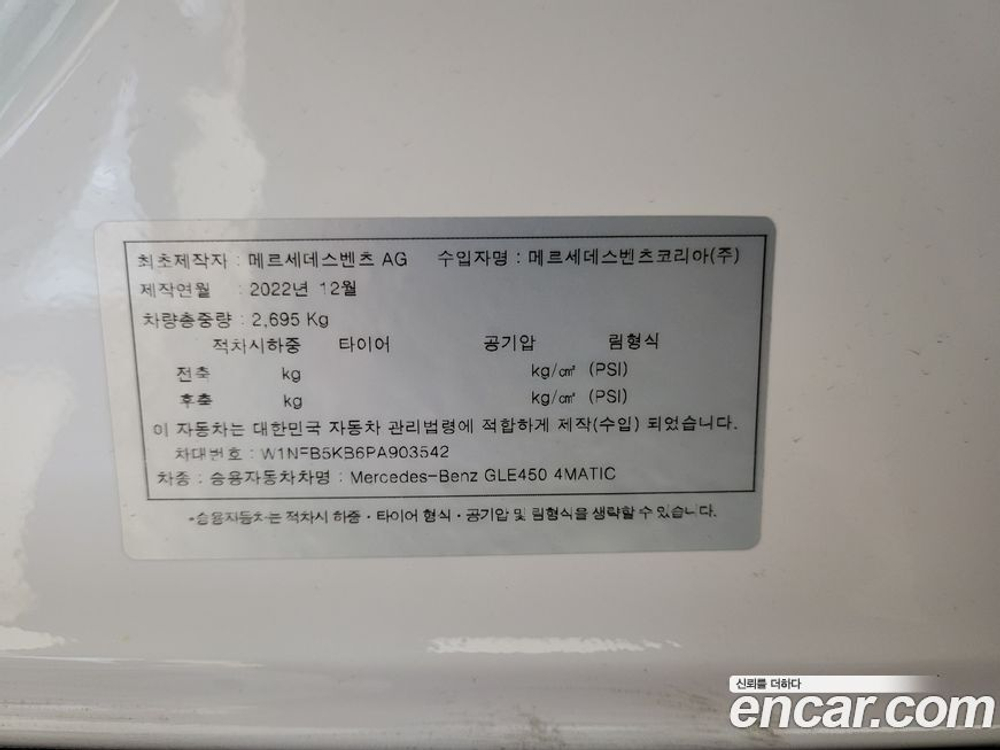 최초제작자 : 메르세데스벤츠 AG 수입자명 : 메르세데스벤츠코리아(주)
제작연월 : 2022년 12월
차량총중량 : 2,695 Kg
적차시하중 타이어 공기압 림형식
전축 kg kg/㎠ (PSI)
후축 kg kg/㎠ (PSI)
이 자동차는 대한민국 자동차 관리법령에 적합하게 제작(수입) 되었습니다.
차대번호 : W1NFB5KB6PA903542
차종 : 승용자동차차명 : Mercedes-Benz GLE450 4MATIC
*승용자동차는 적차시 하중 · 타이어 형식 · 공기압 및 림형식을 생략할 수 있습니다.
신뢰를 더하다
encar.com